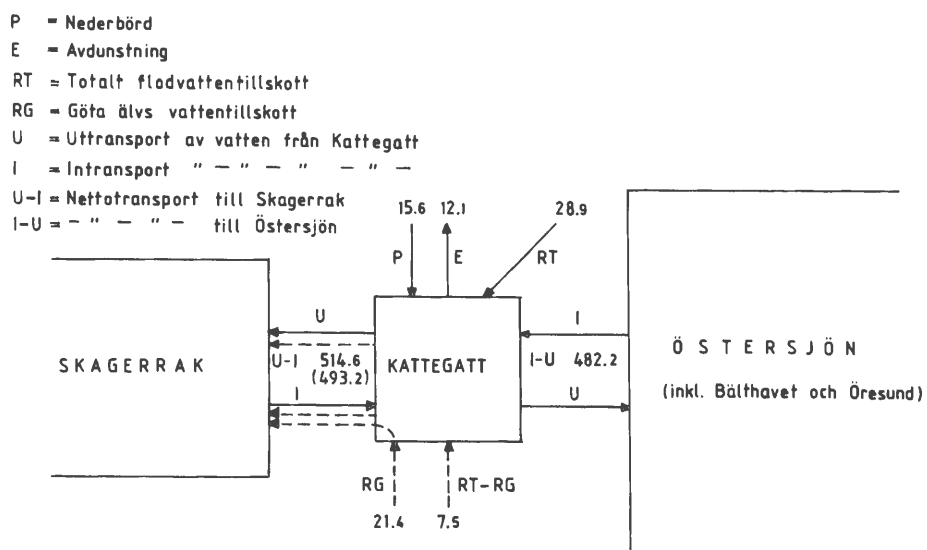 P = Nederbörd
E = Avdunstning
RT = Totalt flodvattentillskott
RG = Göta älvs vattentillskott
U = Uttransport av vatten från Kattegatt
I = Intransport " — " — " — " —
U-I = Nettotransport till Skagerrak
I-U = — " — " — till Östersjön
15.6 12.1 28.9
P E RT
U I
SKAGERRAK U-I 514.6 KATTEGATT I-U 482.2 ÖSTERSJÖN
(493.2)
(inkl. Bälthavet och Öresund)
I U
RG RT-RG
21.4 7.5